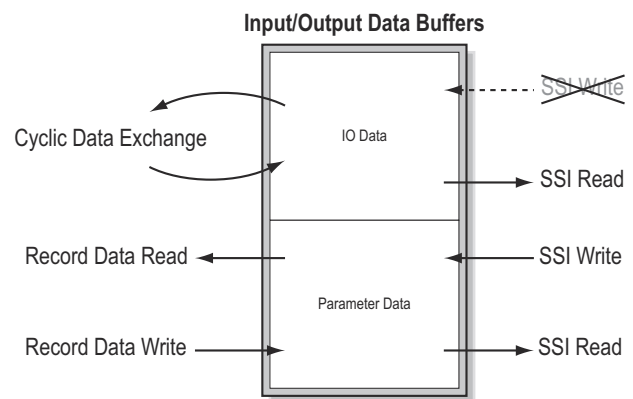 Input/Output Data Buffers
SSI Write
Cyclic Data Exchange
IO Data
SSI Read
Record Data Read
SSI Write
Parameter Data
Record Data Write
SSI Read